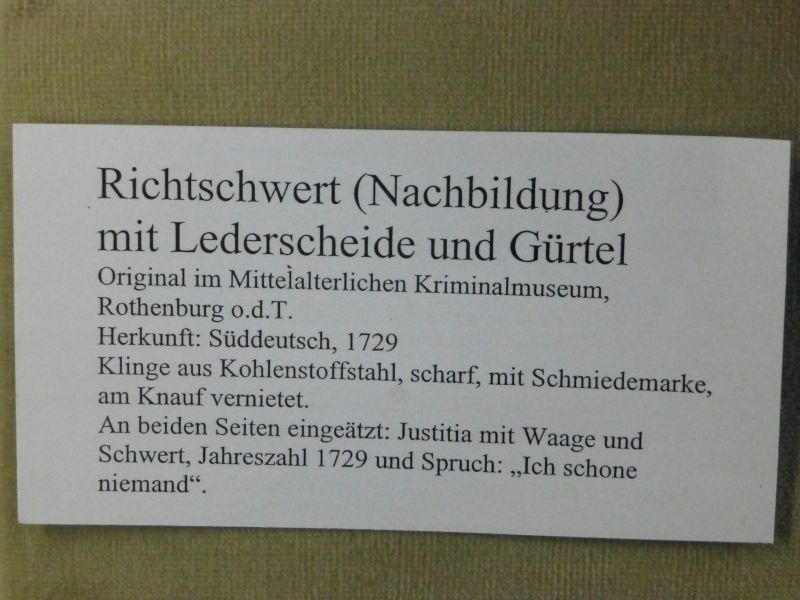 Richtschwert (Nachbildung)
mit Lederscheide und Gürtel
Original im Mittelalterlichen Kriminalmuseum,
Rothenburg o.d.T.
Herkunft: Süddeutsch, 1729
Klinge aus Kohlenstoffstahl, scharf, mit Schmiedemarke,
am Knauf vernietet.
An beiden Seiten eingeätzt: Justitia mit Waage und
Schwert, Jahreszahl 1729 und Spruch: „Ich schone
niemand“.